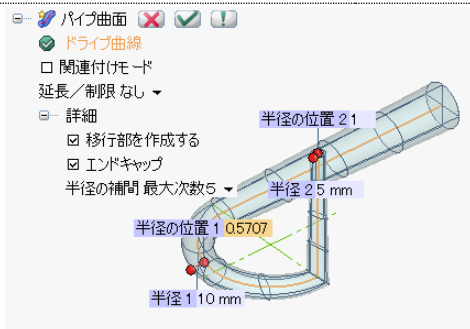 パイプ曲面
ドライブ曲線
関連付けモード
延長/制限 なし
詳細
移行部を作成する
エンドキャップ
半径の補間 最大次数5
半径の位置 2 1
半径 2 5 mm
半径の位置 1 0.5707
半径 1 10 mm